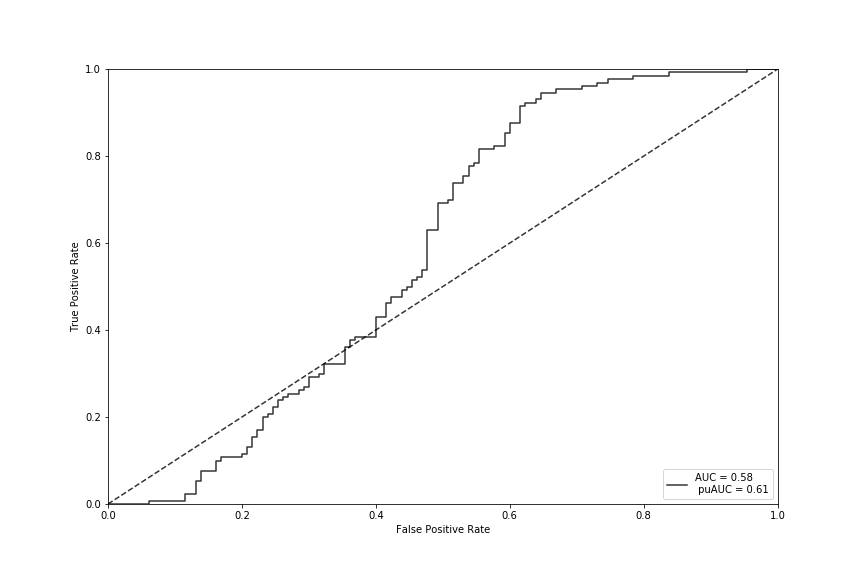 1.0
0.8
0.6
0.4
0.2
0.0
True Positive Rate
0.0 0.2 0.4 0.6 0.8 1.0
False Positive Rate
AUC = 0.58
puAUC = 0.61